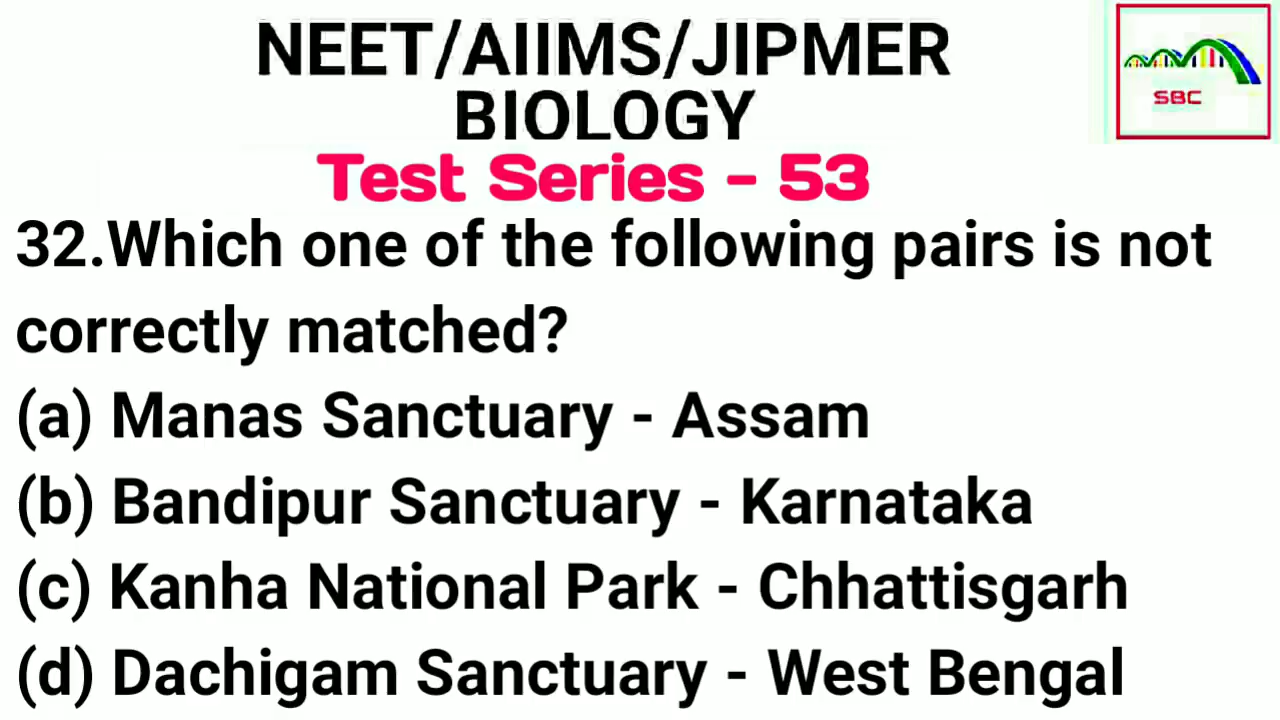 NEET/AIIMS/JIPMER
BIOLOGY
SBC
Test Series - 53
32.Which one of the following pairs is not
correctly matched?
(a) Manas Sanctuary - Assam
(b) Bandipur Sanctuary - Karnataka
(c) Kanha National Park - Chhattisgarh
(d) Dachigam Sanctuary - West Bengal